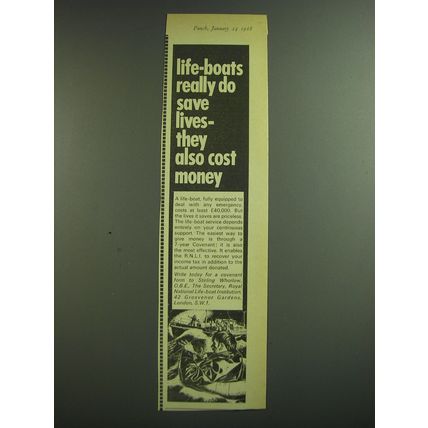 Punch, January 24 1968
life-boats
really do
save
lives-
they
also cost
money
A life-boat, fully equipped to
deal with any emergency,
costs at least £40,000. But
the lives it saves are priceless.
The life-boat service depends
entirely on your continuous
support. The easiest way to
give money is through a
7-year Covenant; it is also
the most effective. It enables
the R.N.L.I. to recover your
income tax in addition to the
actual amount donated.
Write today for a covenant
form to Stirling Whorlow,
O.B.E., The Secretary, Royal
National Life-boat Institution,
42 Grosvenor Gardens,
London, S.W.1.